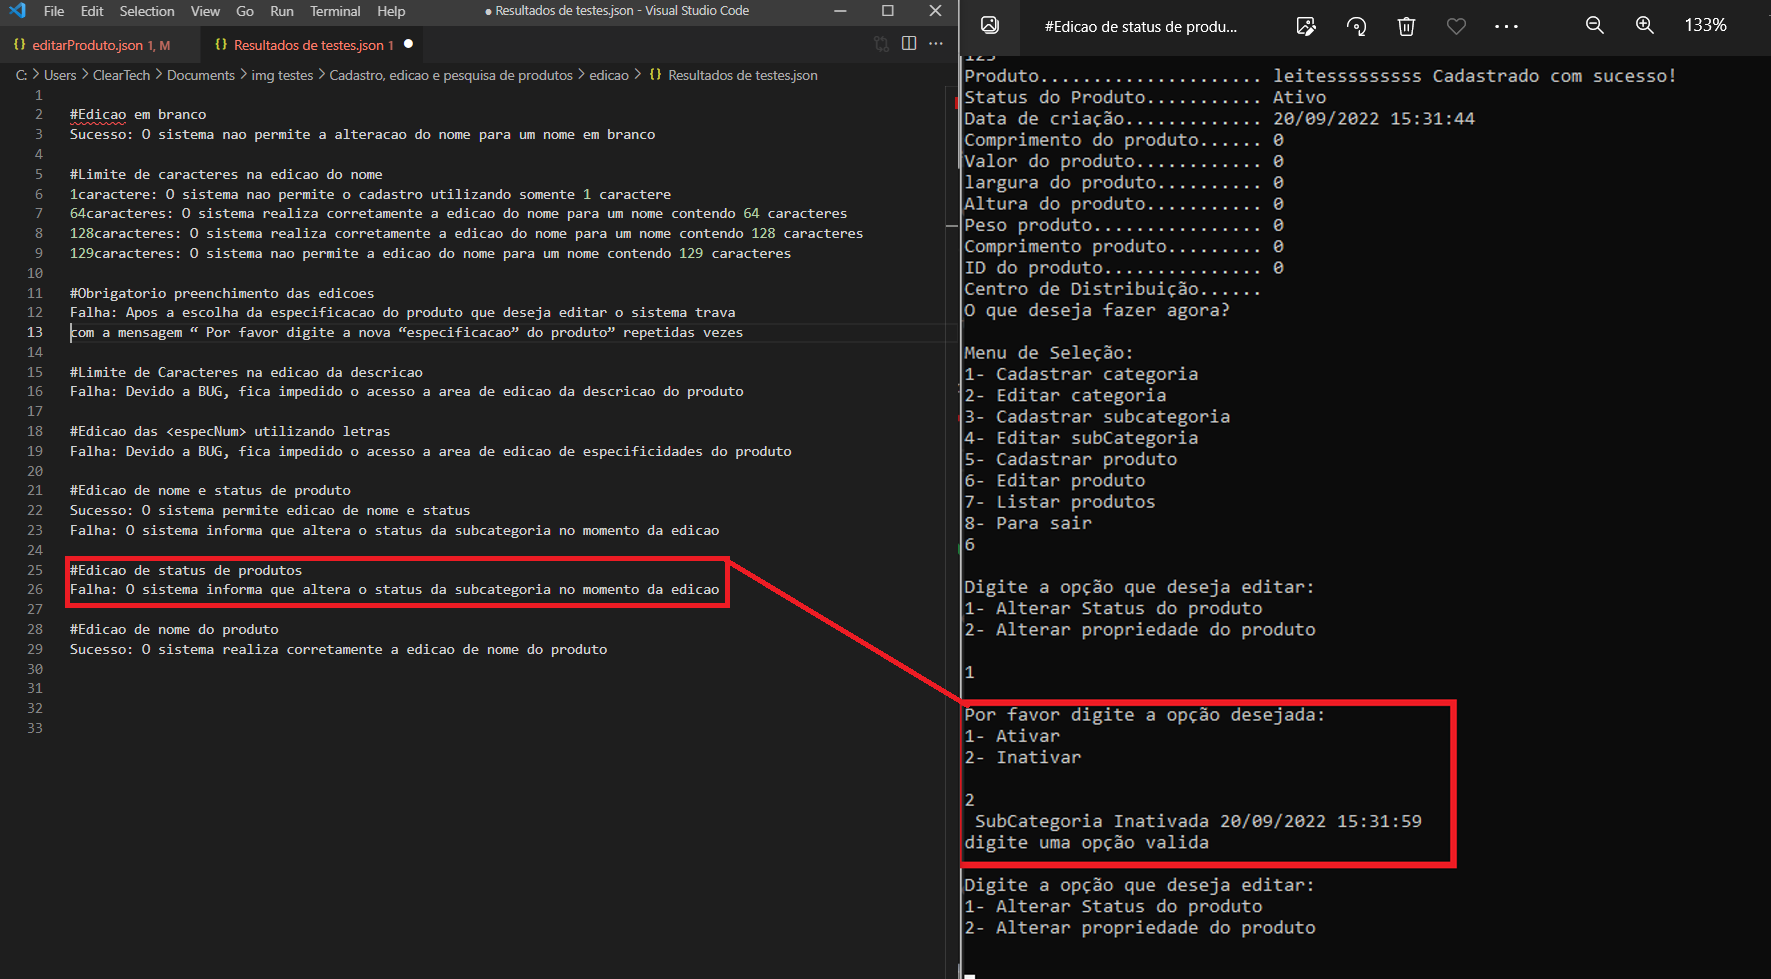 File Edit Selection View Go Run Terminal Help
● Resultados de testes.json - Visual Studio Code
{} editarProduto.json 1, M
{} Resultados de testes.json 1 ●
C: > Users > ClearTech > Documents > img testes > Cadastro, edicao e pesquisa de produtos > edicao > {} Resultados de testes.json
1
2 #Edicao em branco
3 Sucesso: O sistema nao permite a alteracao do nome para um nome em branco
4
5 #Limite de caracteres na edicao do nome
6 1caractere: O sistema nao permite o cadastro utilizando somente 1 caractere
7 64caracteres: O sistema realiza corretamente a edicao do nome para um nome contendo 64 caracteres
8 128caracteres: O sistema realiza corretamente a edicao do nome para um nome contendo 128 caracteres
9 129caracteres: O sistema nao permite a edicao do nome para um nome contendo 129 caracteres
10
11 #Obrigatorio preenchimento das edicoes
12 Falha: Apos a escolha da especificacao do produto que deseja editar o sistema trava
13 com a mensagem “ Por favor digite a nova “especificacao” do produto” repetidas vezes
14
15 #Limite de Caracteres na edicao da descricao
16 Falha: Devido a BUG, fica impedido o acesso a area de edicao da descricao do produto
17
18 #Edicao das <especNum> utilizando letras
19 Falha: Devido a BUG, fica impedido o acesso a area de edicao de especificidades do produto
20
21 #Edicao de nome e status de produto
22 Sucesso: O sistema permite edicao de nome e status
23 Falha: O sistema informa que altera o status da subcategoria no momento da edicao
24
25 #Edicao de status de produtos
26 Falha: O sistema informa que altera o status da subcategoria no momento da edicao
27
28 #Edicao de nome do produto
29 Sucesso: O sistema realiza corretamente a edicao de nome do produto
30
31
32
33
#Edicao de status de produ...
133%
123
Produto..................... leitesssssssss Cadastrado com sucesso!
Status do Produto........... Ativo
Data de criação............. 20/09/2022 15:31:44
Comprimento do produto...... 0
Valor do produto............ 0
largura do produto.......... 0
Altura do produto........... 0
Peso produto................ 0
Comprimento produto......... 0
ID do produto............... 0
Centro de Distribuição......
O que deseja fazer agora?
Menu de Seleção:
1- Cadastrar categoria
2- Editar categoria
3- Cadastrar subcategoria
4- Editar subCategoria
5- Cadastrar produto
6- Editar produto
7- Listar produtos
8- Para sair
6
Digite a opção que deseja editar:
1- Alterar Status do produto
2- Alterar propriedade do produto
1
Por favor digite a opção desejada:
1- Ativar
2- Inativar
2
SubCategoria Inativada 20/09/2022 15:31:59
digite uma opção valida
Digite a opção que deseja editar:
1- Alterar Status do produto
2- Alterar propriedade do produto